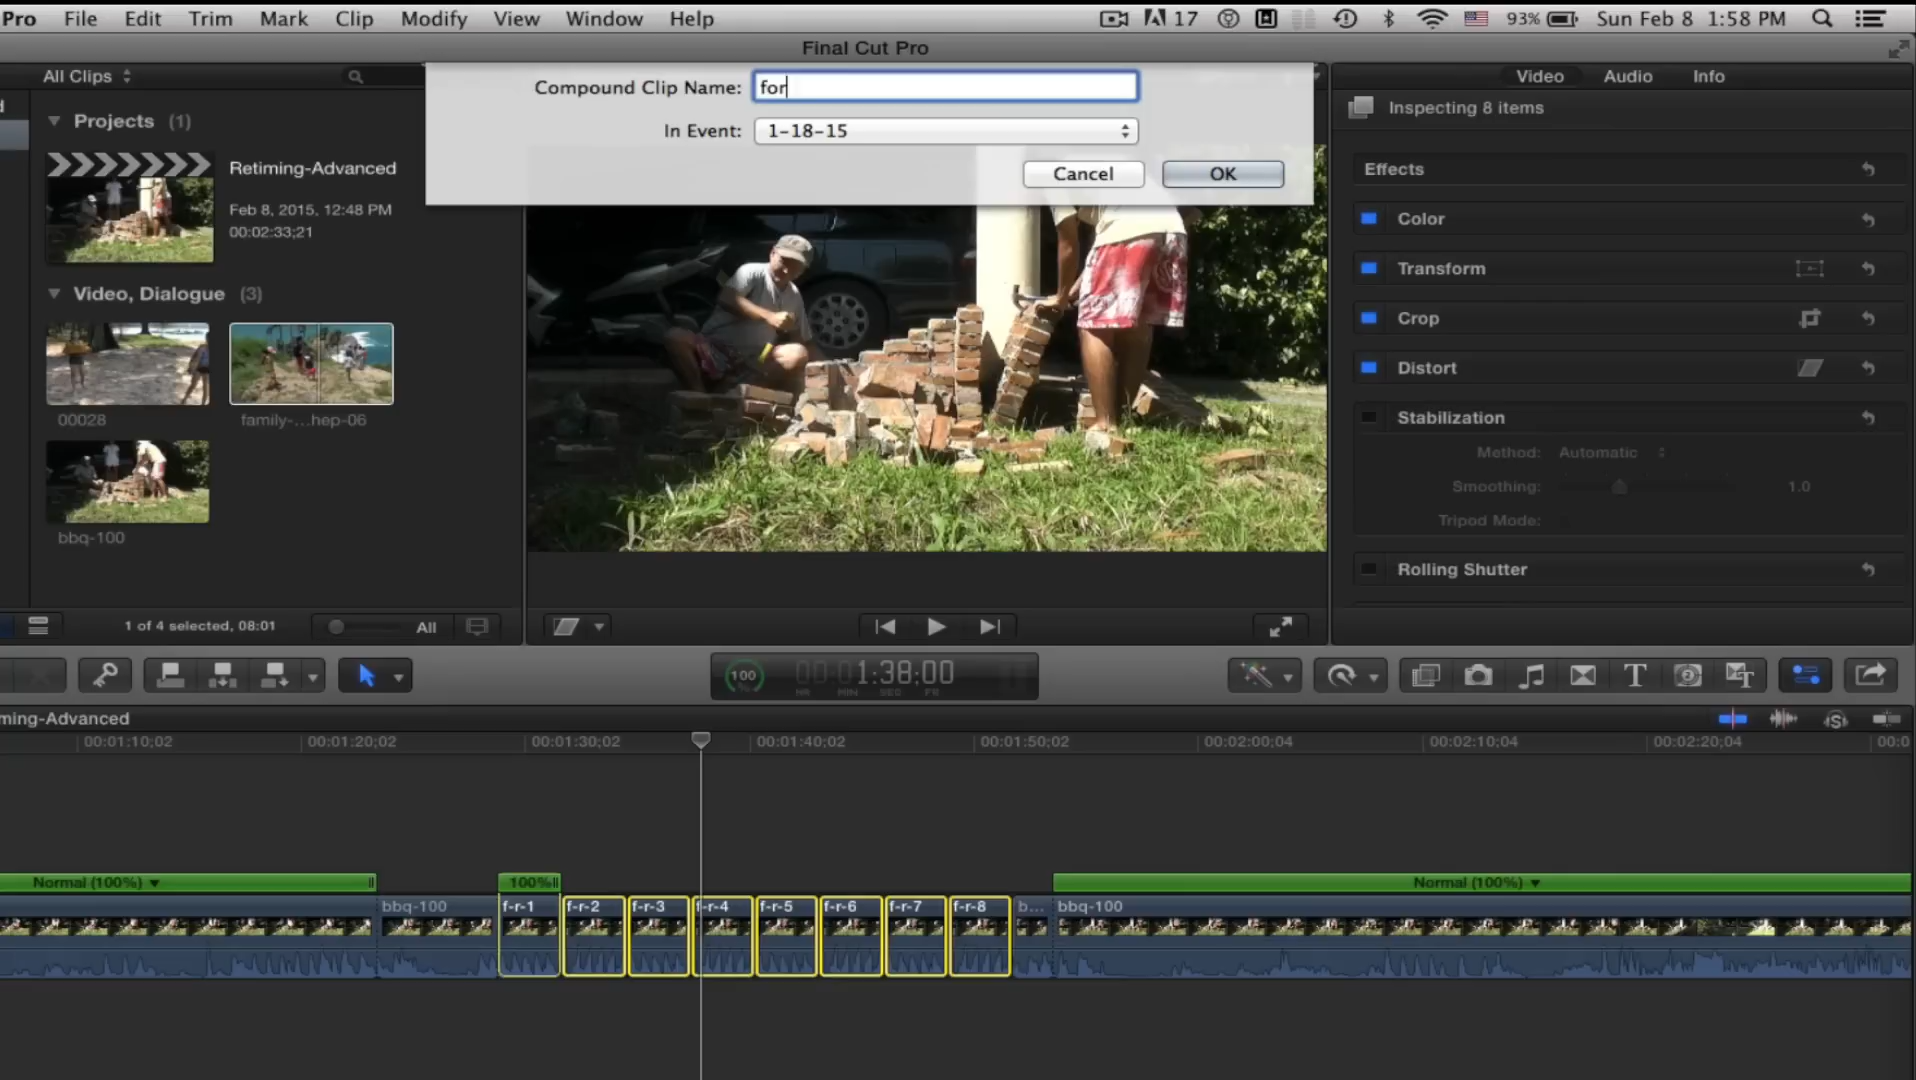 Pro File Edit Trim Mark Clip Modify View Window Help 17 93% Sun Feb 8 1:58 PM
Final Cut Pro
All Clips
Compound Clip Name: for
In Event: 1-18-15
Cancel OK
Video Audio Info
Inspecting 8 items
Projects (1)
Retiming-Advanced
Feb 8, 2015, 12:48 PM
00:02:33;21
Video, Dialogue (3)
00028 family-...hep-06
bbq-100
Effects
Color
Transform
Crop
Distort
Stabilization
Method: Automatic
Smoothing: 1.0
Tripod Mode:
Rolling Shutter
1 of 4 selected, 08:01 All
100 % 00:01:38:00
HR MIN SEC FR
ming-Advanced
00:01:10;02 00:01:20;02 00:01:30;02 00:01:40;02 00:01:50;02 00:02:00;04 00:02:10;04 00:02:20;04 00:0
Normal (100%) 100% Normal (100%)
bbq-100 f-r-1 f-r-2 f-r-3 f-r-4 f-r-5 f-r-6 f-r-7 f-r-8 b... bbq-100